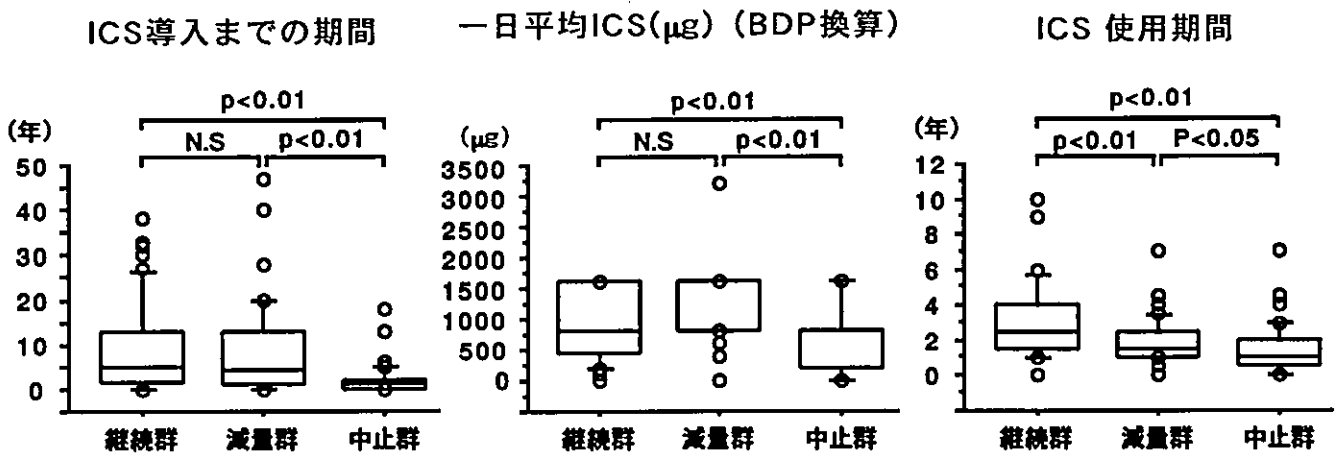 ICS導入までの期間
p<0.01
(年)
N.S
p<0.01
50
40
30
20
10
0
継続群
減量群
中止群
一日平均ICS(μg) (BDP換算)
p<0.01
(μg)
N.S
p<0.01
3500
3000
2500
2000
1500
1000
500
0
継続群
減量群
中止群
ICS 使用期間
p<0.01
(年)
p<0.01
P<0.05
12
10
8
6
4
2
0
継続群
減量群
中止群